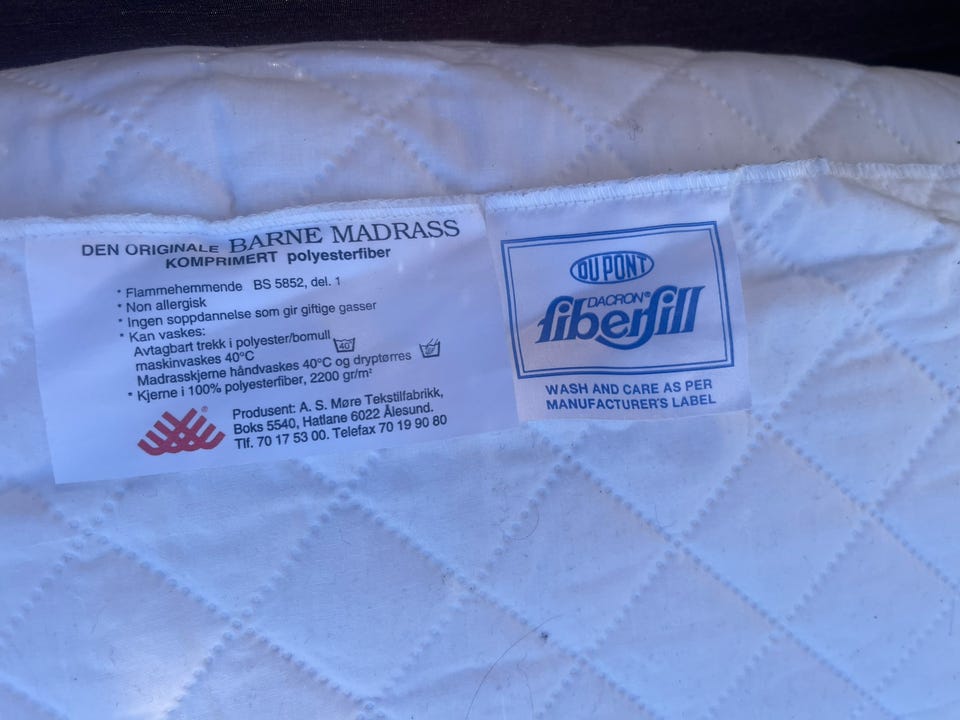 DEN ORIGINALE BARNE MADRASS
KOMPRIMERT polyesterfiber
* Flammehemmende BS 5852, del. 1
* Non allergisk
* Ingen soppdannelse som gir giftige gasser
* Kan vaskes:
Avtagbart trekk i polyester/bomull
maskinvaskes 40°C 40
Madrasskjerne håndvaskes 40°C og dryptørres
* Kjerne i 100% polyesterfiber, 2200 gr/m²
Produsent: A. S. Møre Tekstilfabrikk,
Boks 5540, Hatlane 6022 Ålesund.
Tlf. 70 17 53 00. Telefax 70 19 90 80
®
DU PONT
DACRON®
fiberfill
WASH AND CARE AS PER
MANUFACTURER'S LABEL